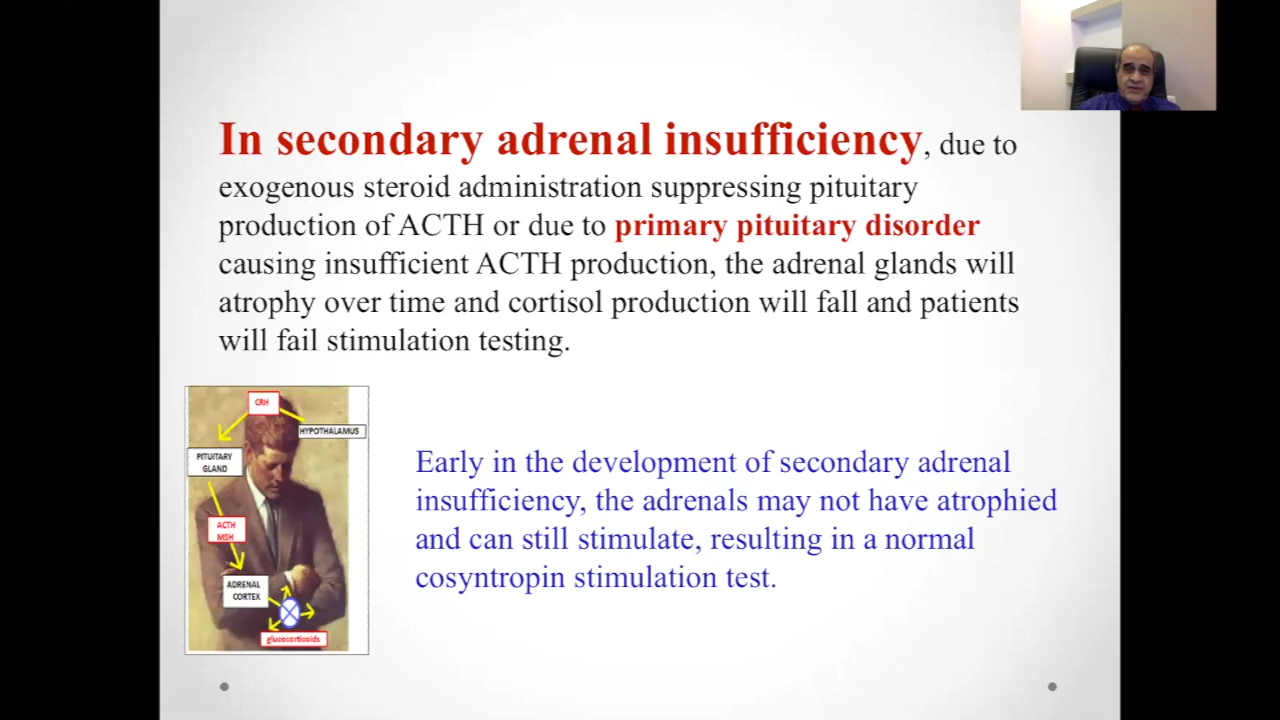 In secondary adrenal insufficiency, due to
exogenous steroid administration suppressing pituitary
production of ACTH or due to primary pituitary disorder
causing insufficient ACTH production, the adrenal glands will
atrophy over time and cortisol production will fall and patients
will fail stimulation testing.
CRH
HYPOTHALAMUS
PITUITARY
GLAND
ACTH
MSH
ADRENAL
CORTEX
glucocorticoids
Early in the development of secondary adrenal
insufficiency, the adrenals may not have atrophied
and can still stimulate, resulting in a normal
cosyntropin stimulation test.